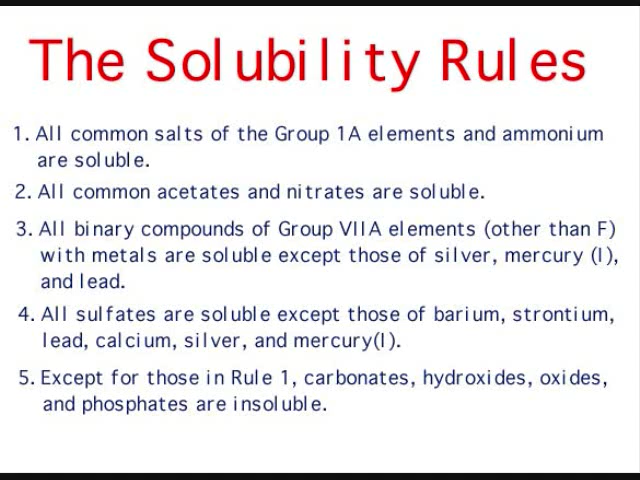 The Solubility Rules
1. All common salts of the Group 1A elements and ammonium
are soluble.
2. All common acetates and nitrates are soluble.
3. All binary compounds of Group VIIA elements (other than F)
with metals are soluble except those of silver, mercury (I),
and lead.
4. All sulfates are soluble except those of barium, strontium,
lead, calcium, silver, and mercury(I).
5. Except for those in Rule 1, carbonates, hydroxides, oxides,
and phosphates are insoluble.